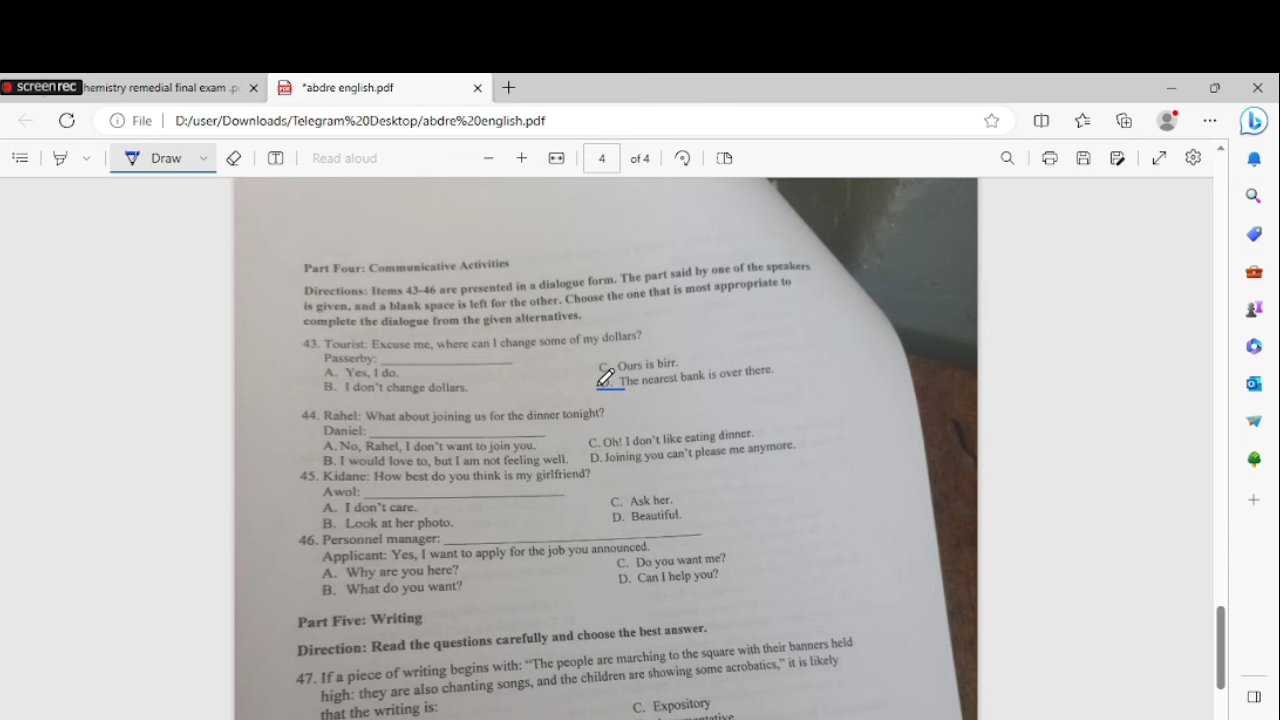 screenrec
hemistry remedial final exam .p
*abdre english.pdf
File
D:/user/Downloads/Telegram%20Desktop/abdre%20english.pdf
Draw
Read aloud
4
of 4
Part Four: Communicative Activities
Directions: Items 43-46 are presented in a dialogue form. The part said by one of the speakers
is given, and a blank space is left for the other. Choose the one that is most appropriate to
complete the dialogue from the given alternatives.
43. Tourist: Excuse me, where can I change some of my dollars?
Passerby: ____________
A. Yes, I do.
B. I don't change dollars.
C. Ours is birr.
The nearest bank is over there.
44. Rahel: What about joining us for the dinner tonight?
Daniel: ____________
A. No, Rahel, I don't want to join you.
B. I would love to, but I am not feeling well.
C. Oh! I don't like eating dinner.
D. Joining you can't please me anymore.
45. Kidane: How best do you think is my girlfriend?
Awol: ____________
A. I don't care.
B. Look at her photo.
C. Ask her.
D. Beautiful.
46. Personnel manager: ____________
Applicant: Yes, I want to apply for the job you announced.
A. Why are you here?
B. What do you want?
C. Do you want me?
D. Can I help you?
Part Five: Writing
Direction: Read the questions carefully and choose the best answer.
47. If a piece of writing begins with: "The people are marching to the square with their banners held
high: they are also chanting songs, and the children are showing some acrobatics," it is likely
that the writing is:
C. Expository